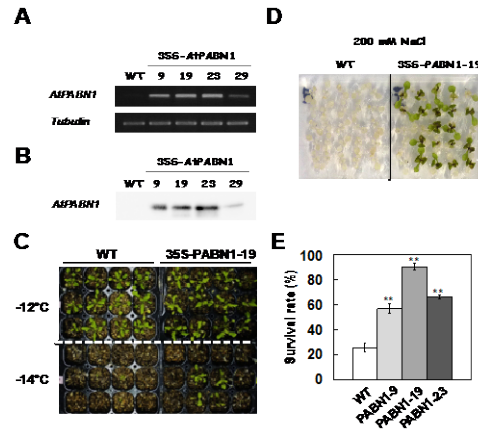 A
35S-AtPABN1
WT 9 19 23 29
AtPABN1
Tubulin
B
35S-AtPABN1
WT 9 19 23 29
AtPABN1
C
WT 35S-PABN1-19
-12°C
-14°C
D
200 mM NaCl
WT 35S-PABN1-19
E
Survival rate (%)
100
80
60
40
20
0
** ** **
WT PABN1-9 PABN1-19 PABN1-23